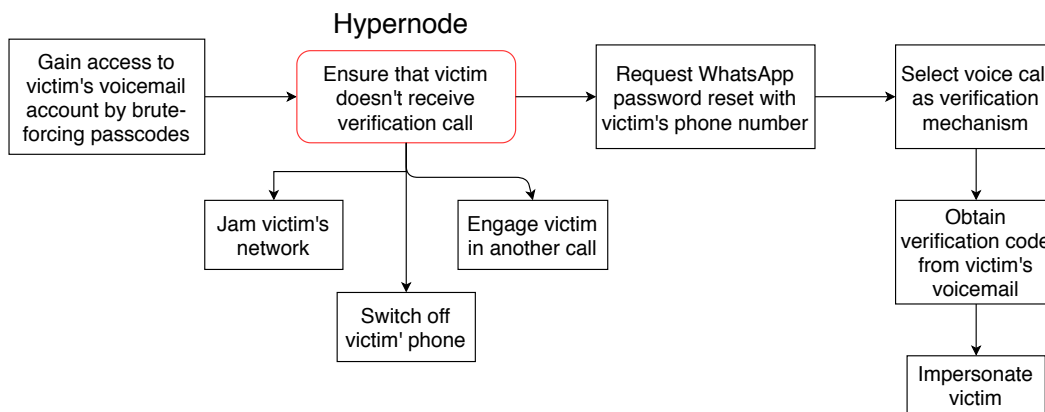 Hypernode
Gain access to
victim's voicemail
account by brute-
forcing passcodes
Ensure that victim
doesn't receive
verification call
Request WhatsApp
password reset with
victim's phone number
Select voice call
as verification
mechanism
Jam victim's
network
Engage victim
in another call
Switch off
victim' phone
Obtain
verification code
from victim's
voicemail
Impersonate
victim